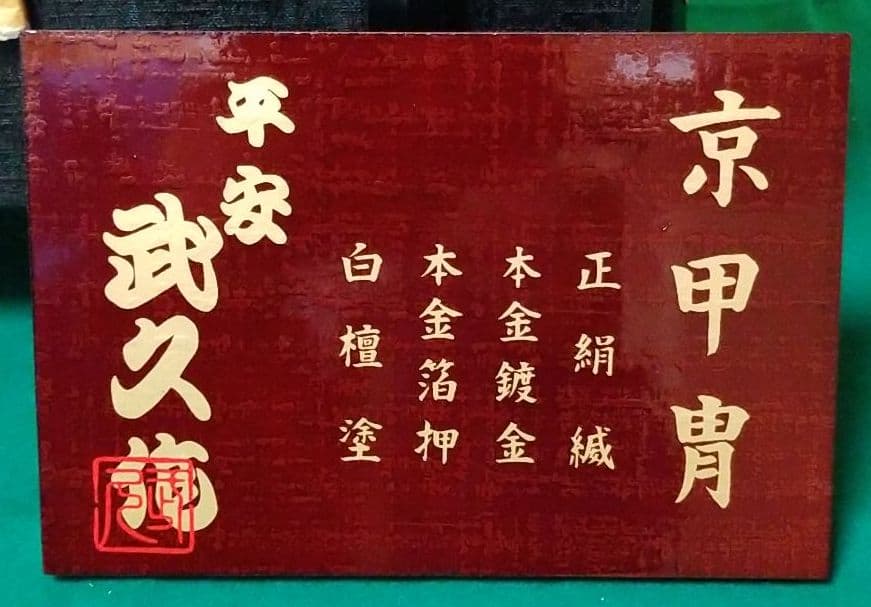 京甲冑
正絹縅
本金鍍金
本金箔押
白檀塗
平安
武久作